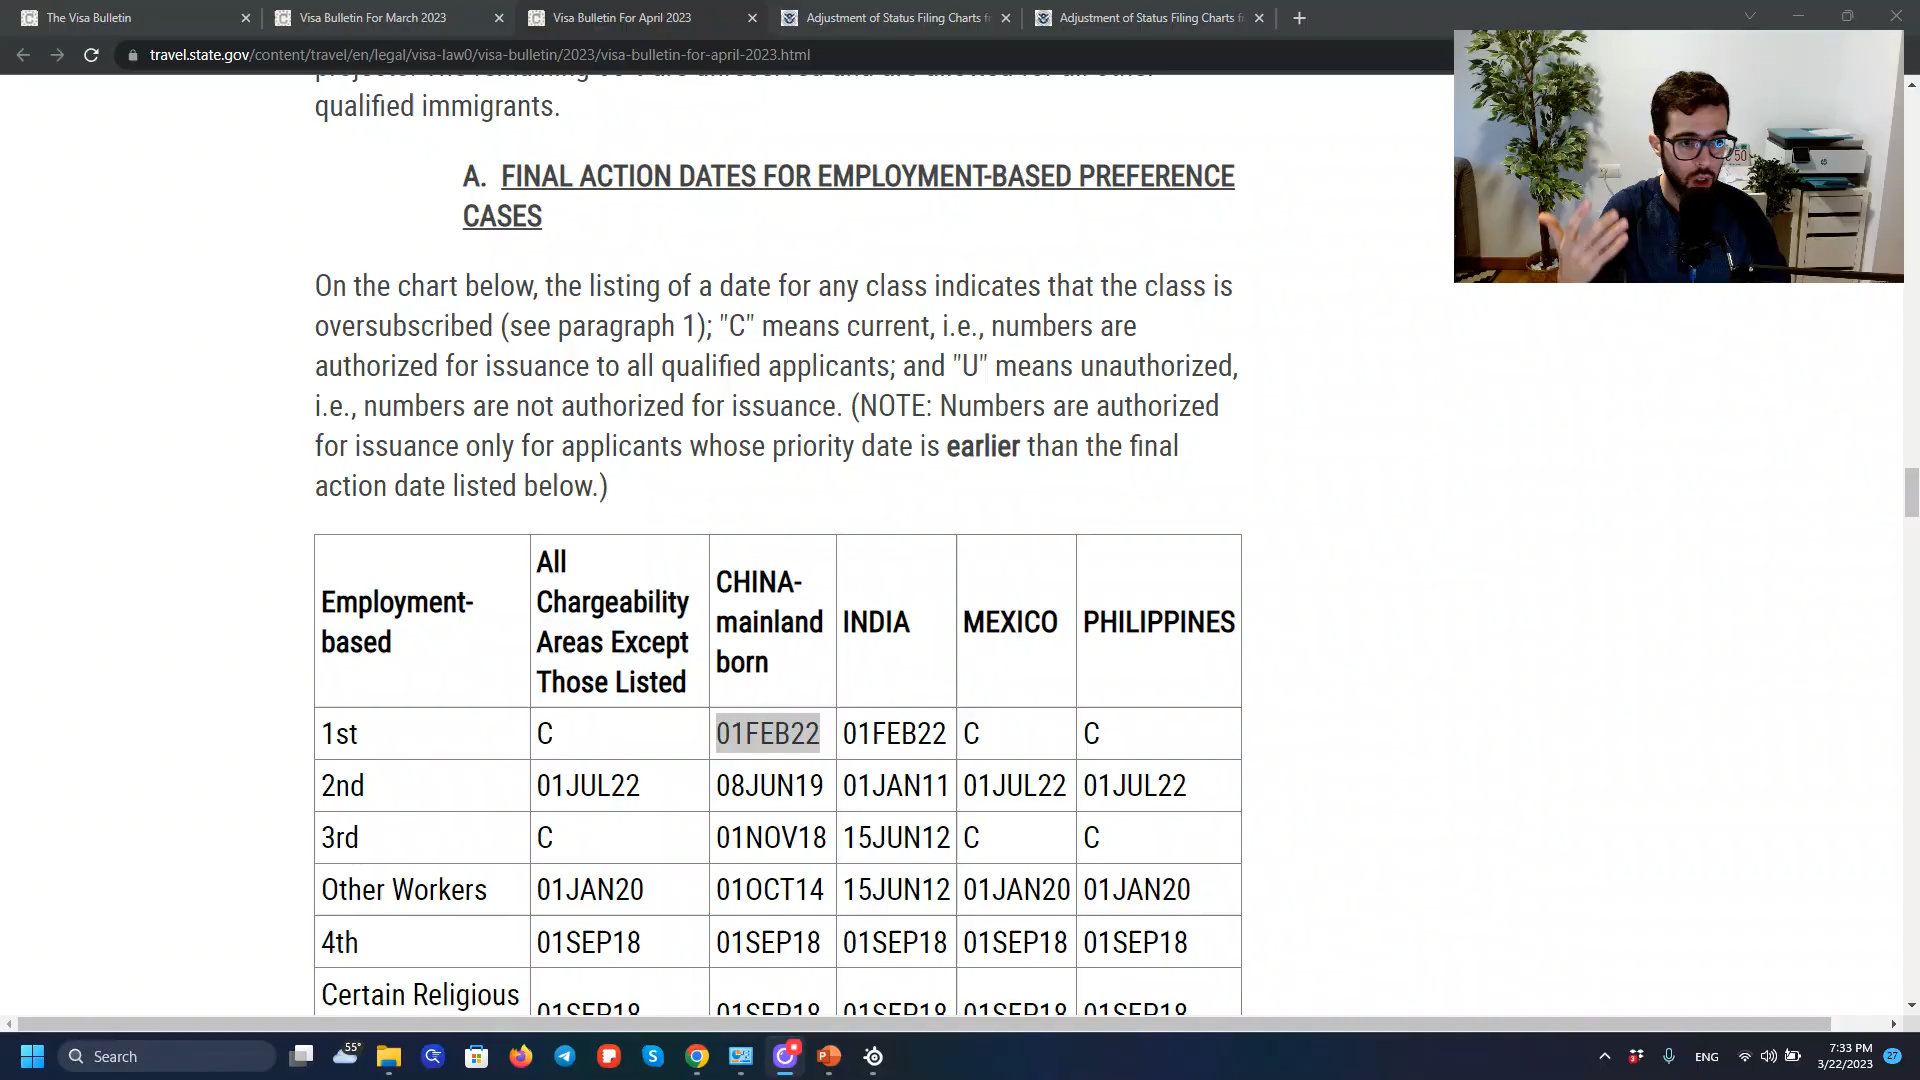 The Visa Bulletin
Visa Bulletin For March 2023
Visa Bulletin For April 2023
Adjustment of Status Filing Charts f
Adjustment of Status Filing Charts f
travel.state.gov/content/travel/en/legal/visa-law0/visa-bulletin/2023/visa-bulletin-for-april-2023.html
qualified immigrants.
A. FINAL ACTION DATES FOR EMPLOYMENT-BASED PREFERENCE
CASES
On the chart below, the listing of a date for any class indicates that the class is
oversubscribed (see paragraph 1); "C" means current, i.e., numbers are
authorized for issuance to all qualified applicants; and "U" means unauthorized,
i.e., numbers are not authorized for issuance. (NOTE: Numbers are authorized
for issuance only for applicants whose priority date is earlier than the final
action date listed below.)
Employment-
based
All
Chargeability
Areas Except
Those Listed
CHINA-
mainland
born
INDIA
MEXICO
PHILIPPINES
1st C 01FEB22 01FEB22 C C
2nd 01JUL22 08JUN19 01JAN11 01JUL22 01JUL22
3rd C 01NOV18 15JUN12 C C
Other Workers 01JAN20 01OCT14 15JUN12 01JAN20 01JAN20
4th 01SEP18 01SEP18 01SEP18 01SEP18 01SEP18
Certain Religious
01SEP18 01SEP18 01SEP18 01SEP18 01SEP18
Search
55°
ENG
7:33 PM
3/22/2023
27